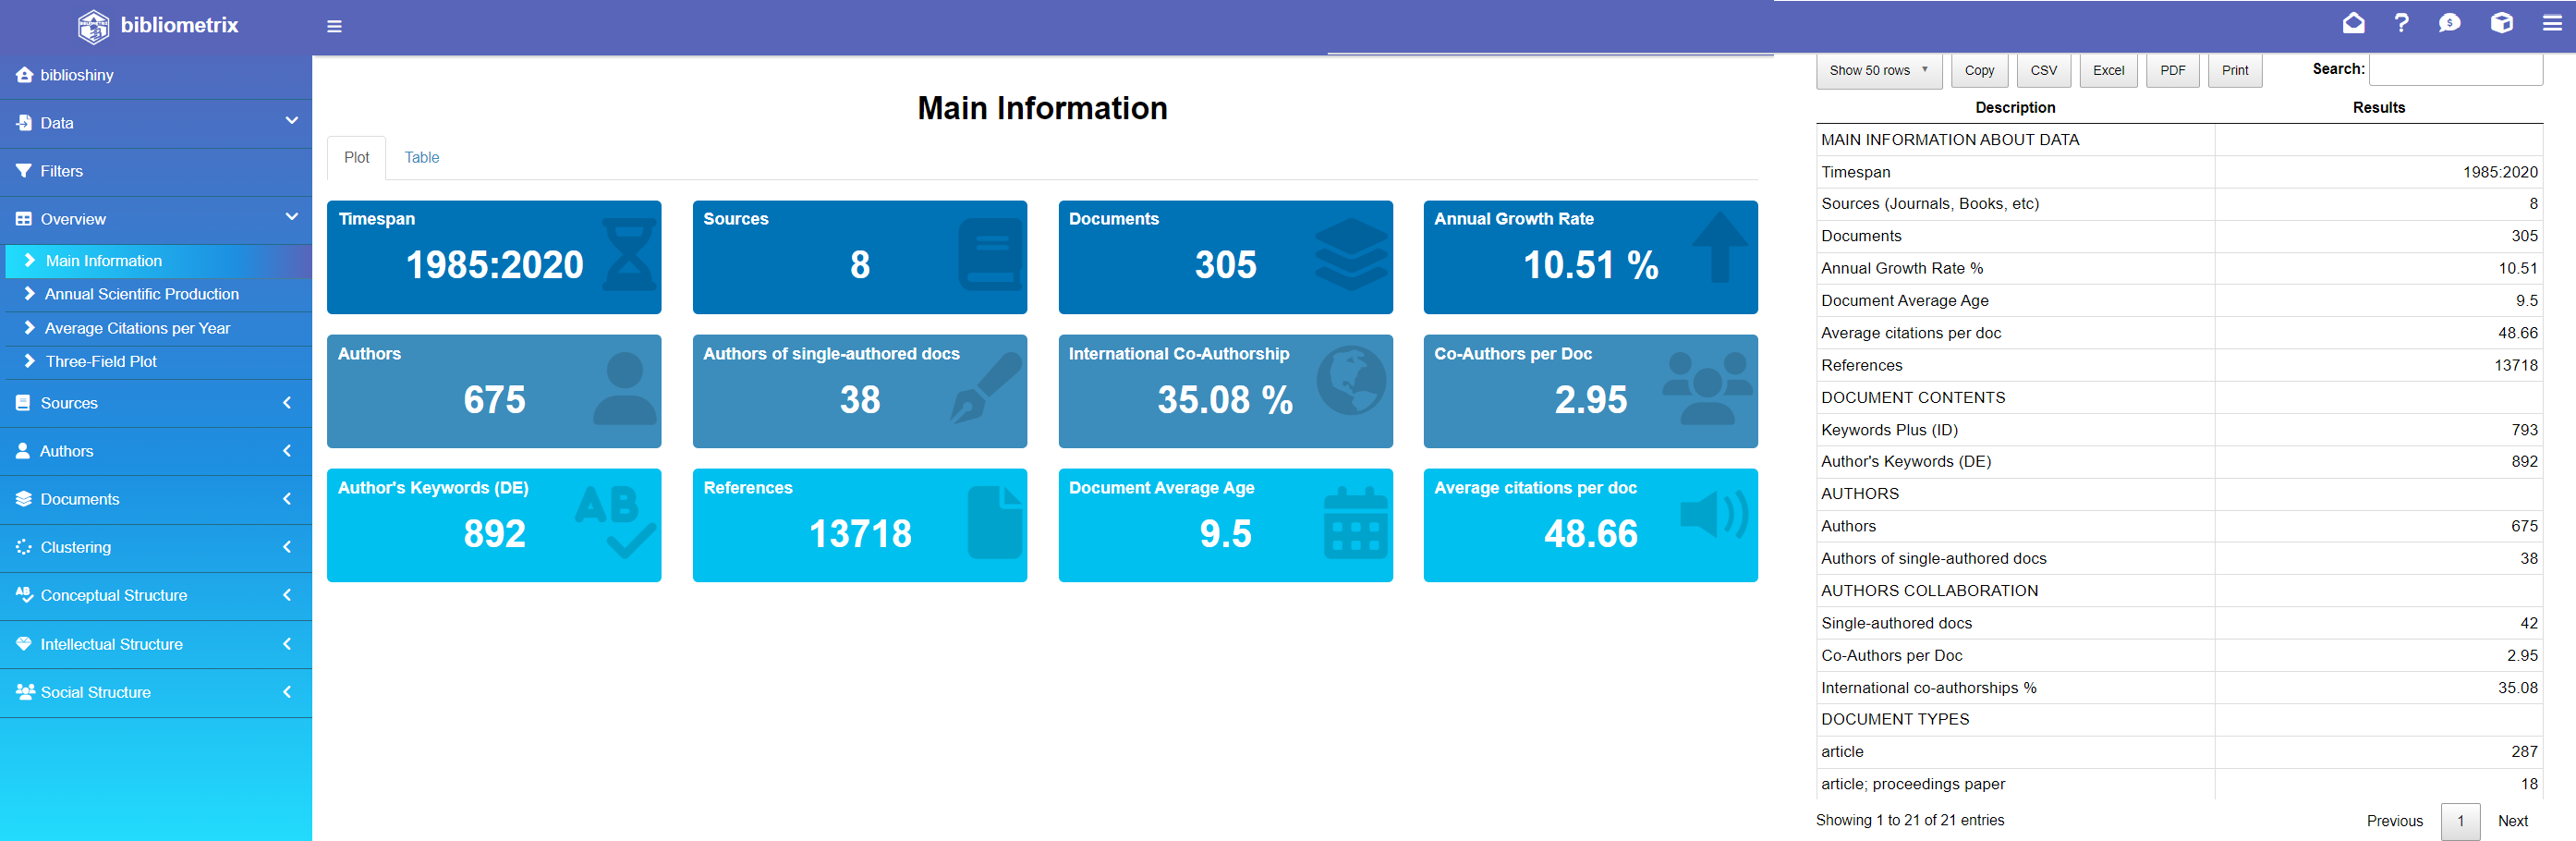 bibliometrix
biblioshiny
Data
Filters
Overview
Main Information
Annual Scientific Production
Average Citations per Year
Three-Field Plot
Sources
Authors
Documents
Clustering
Conceptual Structure
Intellectual Structure
Social Structure
Main Information
Plot Table
Timespan
1985:2020
Sources
8
Documents
305
Annual Growth Rate
10.51 %
Authors
675
Authors of single-authored docs
38
International Co-Authorship
35.08 %
Co-Authors per Doc
2.95
Author's Keywords (DE)
892
References
13718
Document Average Age
9.5
Average citations per doc
48.66
Show 50 rows Copy CSV Excel PDF Print Search:
Description Results
MAIN INFORMATION ABOUT DATA
Timespan 1985:2020
Sources (Journals, Books, etc) 8
Documents 305
Annual Growth Rate % 10.51
Document Average Age 9.5
Average citations per doc 48.66
References 13718
DOCUMENT CONTENTS
Keywords Plus (ID) 793
Author's Keywords (DE) 892
AUTHORS
Authors 675
Authors of single-authored docs 38
AUTHORS COLLABORATION
Single-authored docs 42
Co-Authors per Doc 2.95
International co-authorships % 35.08
DOCUMENT TYPES
article 287
article; proceedings paper 18
Showing 1 to 21 of 21 entries Previous 1 Next